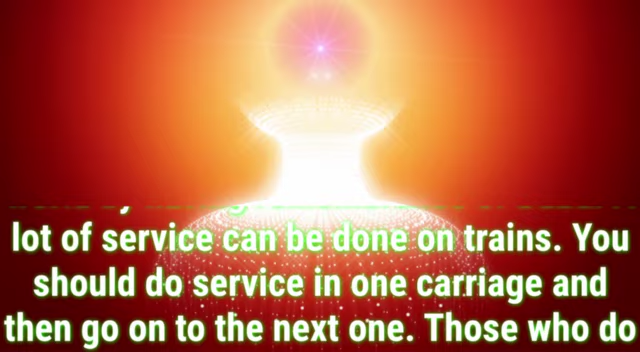 lot of service can be done on trains. You
should do service in one carriage and
then go on to the next one. Those who do